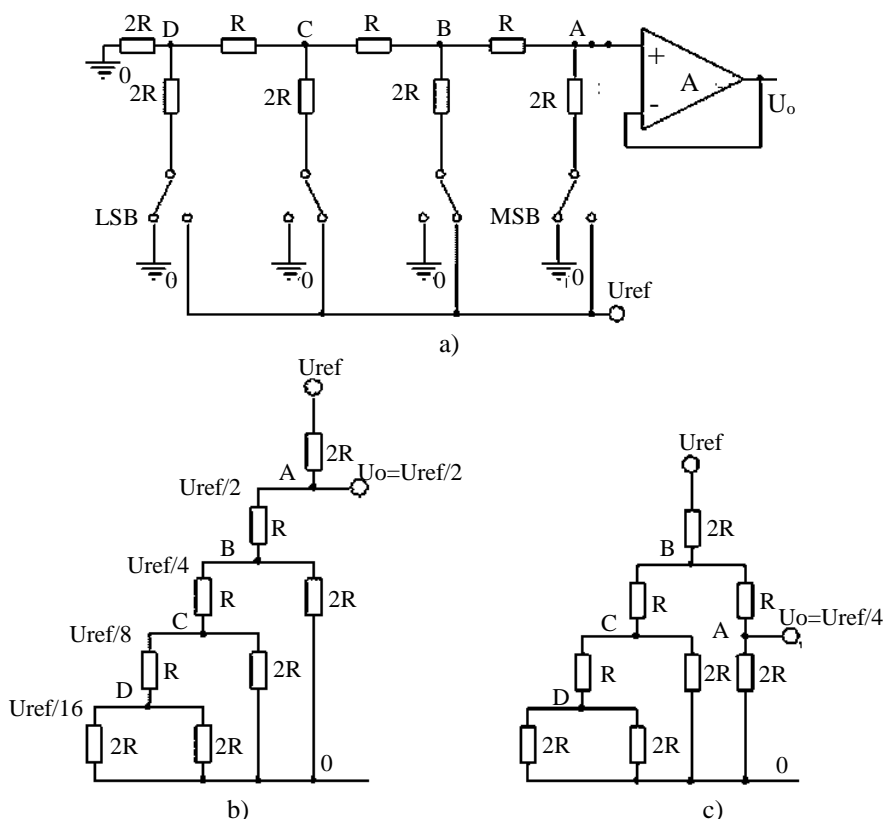 2R D R C R B R A
0
2R 2R 2R 2R
+
A
-
Uo
LSB MSB
0 0 0 0
Uref
a)
Uref
2R
A Uo=Uref/2
Uref/2
R
B
Uref/4
R 2R
C
Uref/8
R 2R
D
Uref/16
2R 2R
0
b)
Uref
2R
B
R R
Uo=Uref/4
C A
R 2R 2R
D
2R 2R
0
c)